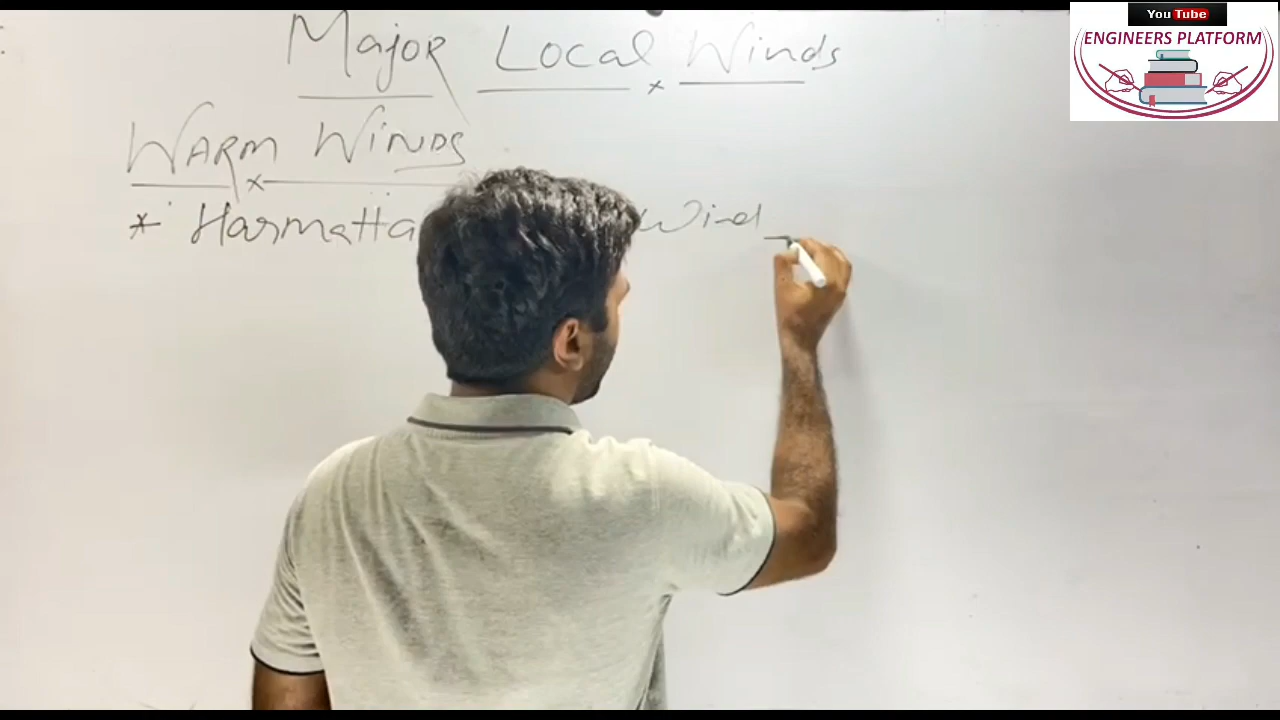 Major Local Winds
WARM WINDS
* Harmatta Wind
You Tube
ENGINEERS PLATFORM